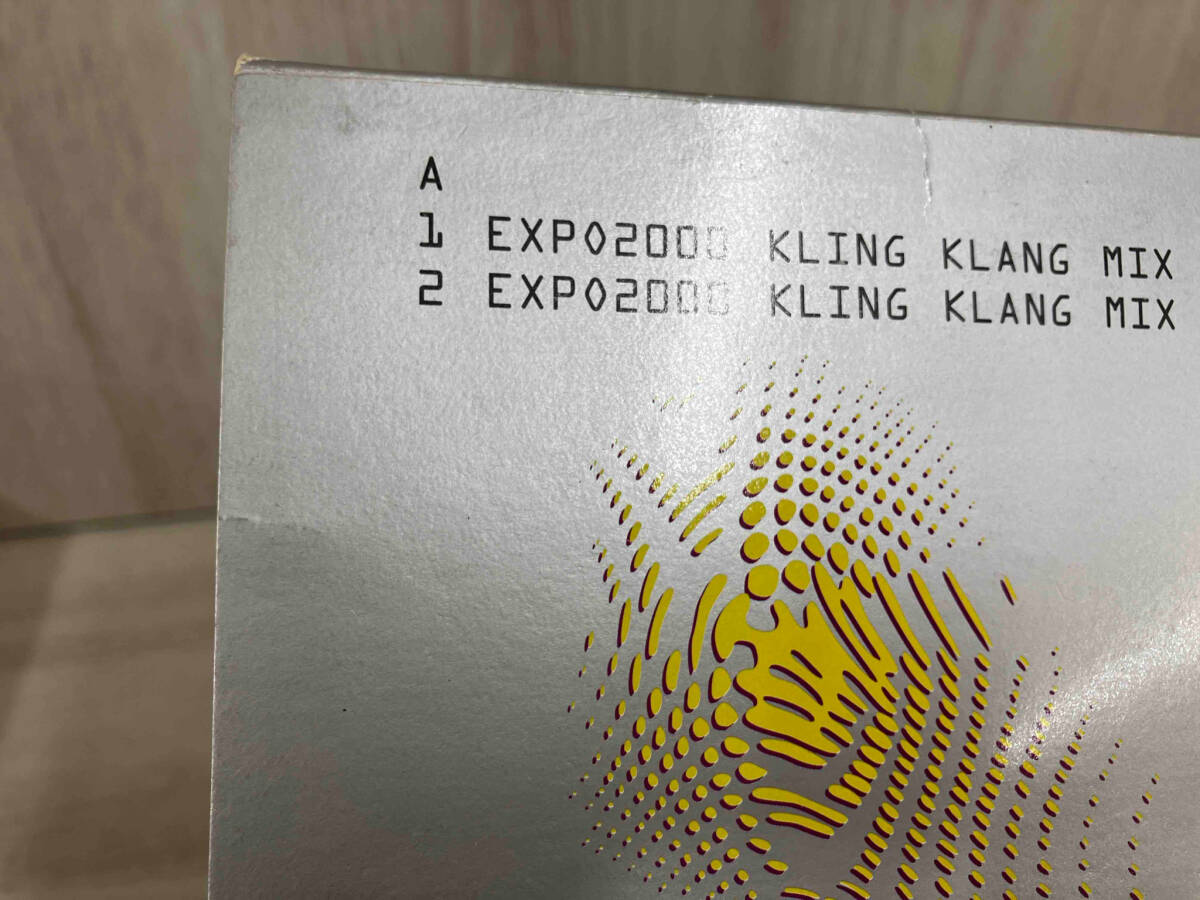 A
1 EXPO2000 KLING KLANG MIX
2 EXPO2000 KLING KLANG MIX